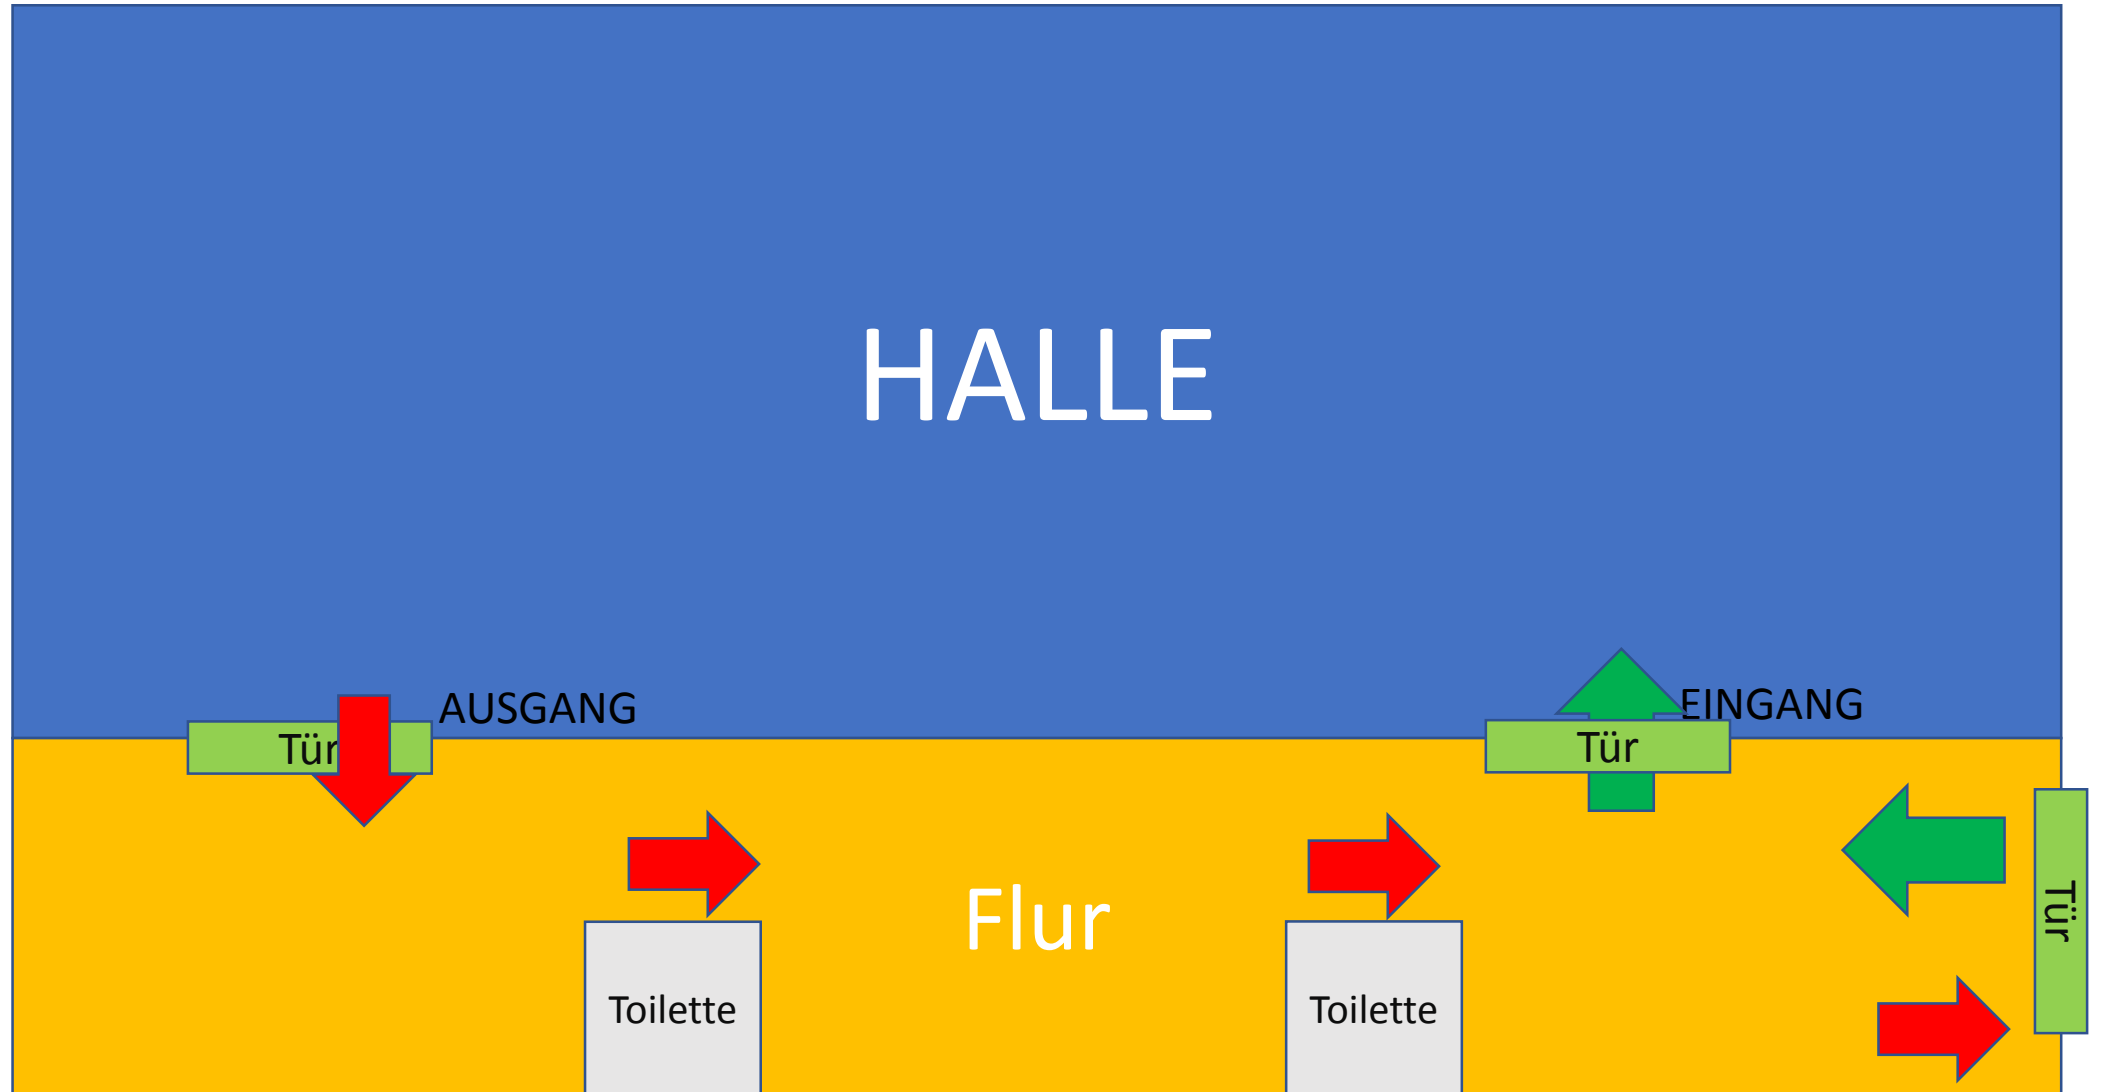 HALLE
AUSGANG
EINGANG
Tür
Tür
Flur
Tür
Toilette
Toilette